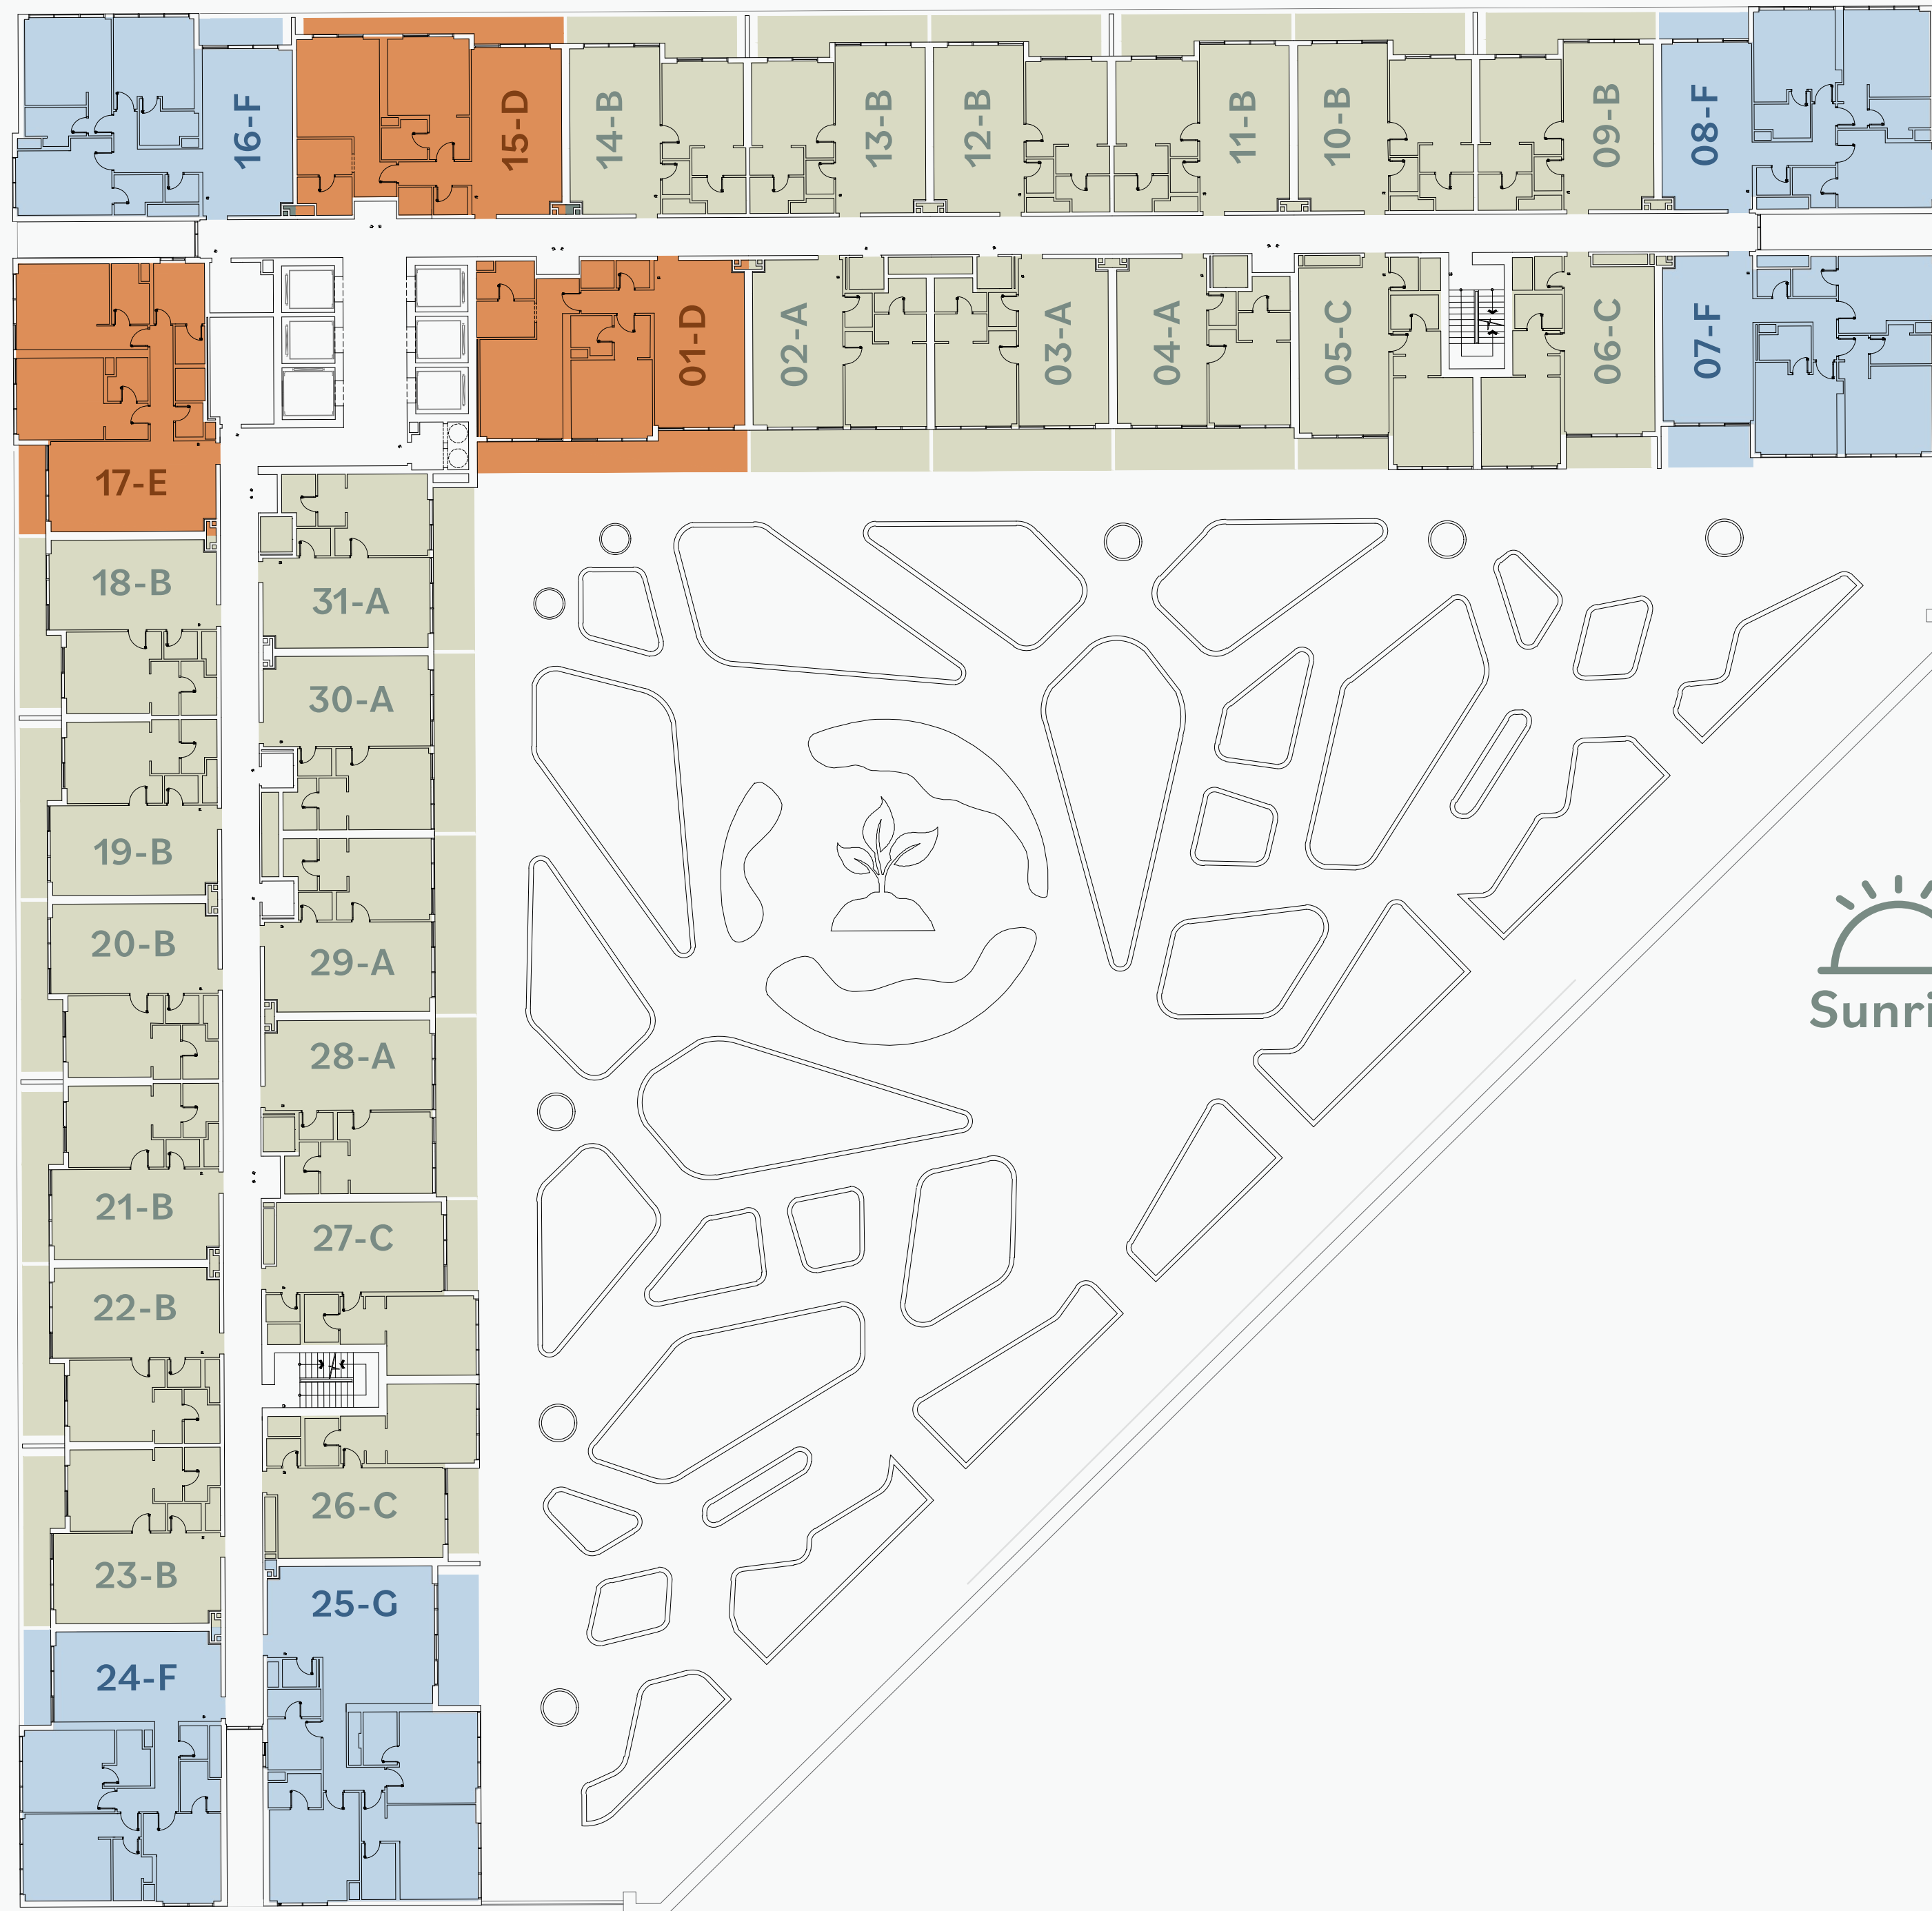 16-F
15-D
14-B
13-B
12-B
11-B
10-B
09-B
08-F
01-D
02-A
03-A
04-A
05-C
06-C
07-F
17-E
18-B
31-A
30-A
19-B
20-B
29-A
28-A
21-B
27-C
22-B
26-C
23-B
25-G
24-F
Sunri